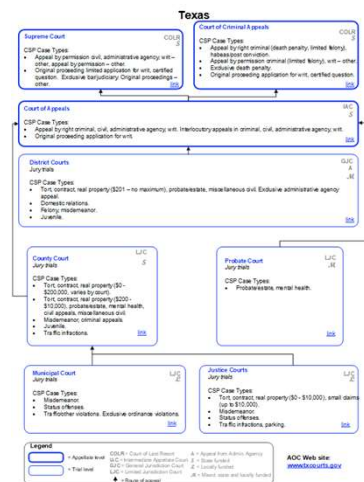 Texas
Supreme Court
COLR
S
CSP Case Types:
• Appeal by permission civil, administrative agency, writ – other, appeal by permission – other.
• Original proceeding limited application for writ, certified question. Exclusive bar/judiciary. Original proceedings – other.
link
Court of Criminal Appeals
COLR
S
CSP Case Types:
• Appeal by right criminal (death penalty, limited felony), habeas/post conviction.
• Appeal by permission criminal (limited felony), writ – other.
• Exclusive death penalty.
• Original proceeding application for writ, certified question.
link
Court of Appeals
IAC
S
CSP Case Types:
• Appeal by right criminal, civil, administrative agency, writ. Interlocutory appeals in criminal, civil, administrative agency, writ.
• Original proceeding application for writ.
link
District Courts
GJC
A
M
Jury trials
CSP Case Types:
• Tort, contract, real property ($201 – no maximum), probate/estate, miscellaneous civil. Exclusive administrative agency appeal.
• Domestic relations.
• Felony, misdemeanor.
• Juvenile.
link
County Court
LJC
S
Jury trials
CSP Case Types:
• Tort, contract, real property ($0 - $200,000, varies by court).
• Tort, contract, real property ($200 - $10,000), probate/estate, mental health, civil appeals, miscellaneous civil.
• Misdemeanor, criminal appeals.
• Juvenile.
• Traffic infractions.
link
Probate Court
LJC
M
Jury trials
CSP Case Types:
• Probate/estate, mental health.
link
Municipal Court
LJC
L
Jury trials
CSP Case Types:
• Misdemeanor.
• Status offenses.
• Traffic/other violations. Exclusive ordinance violations.
link
Justice Courts
LJC
L
Jury trials
CSP Case Types:
• Tort, contract, real property ($0 - $10,000), small claims (up to $10,000).
• Misdemeanor.
• Status offenses.
• Traffic infractions, parking.
link
Legend
= Appellate level
= Trial level
COLR = Court of Last Resort
IAC = Intermediate Appellate Court
GJC = General Jurisdiction Court
LJC = Limited Jurisdiction Court
= Route of appeal
A = Appeal from Admin. Agency
S = State funded
L = Locally funded
M = Mixed: state and locally funded
AOC Web site:
www.txcourts.gov